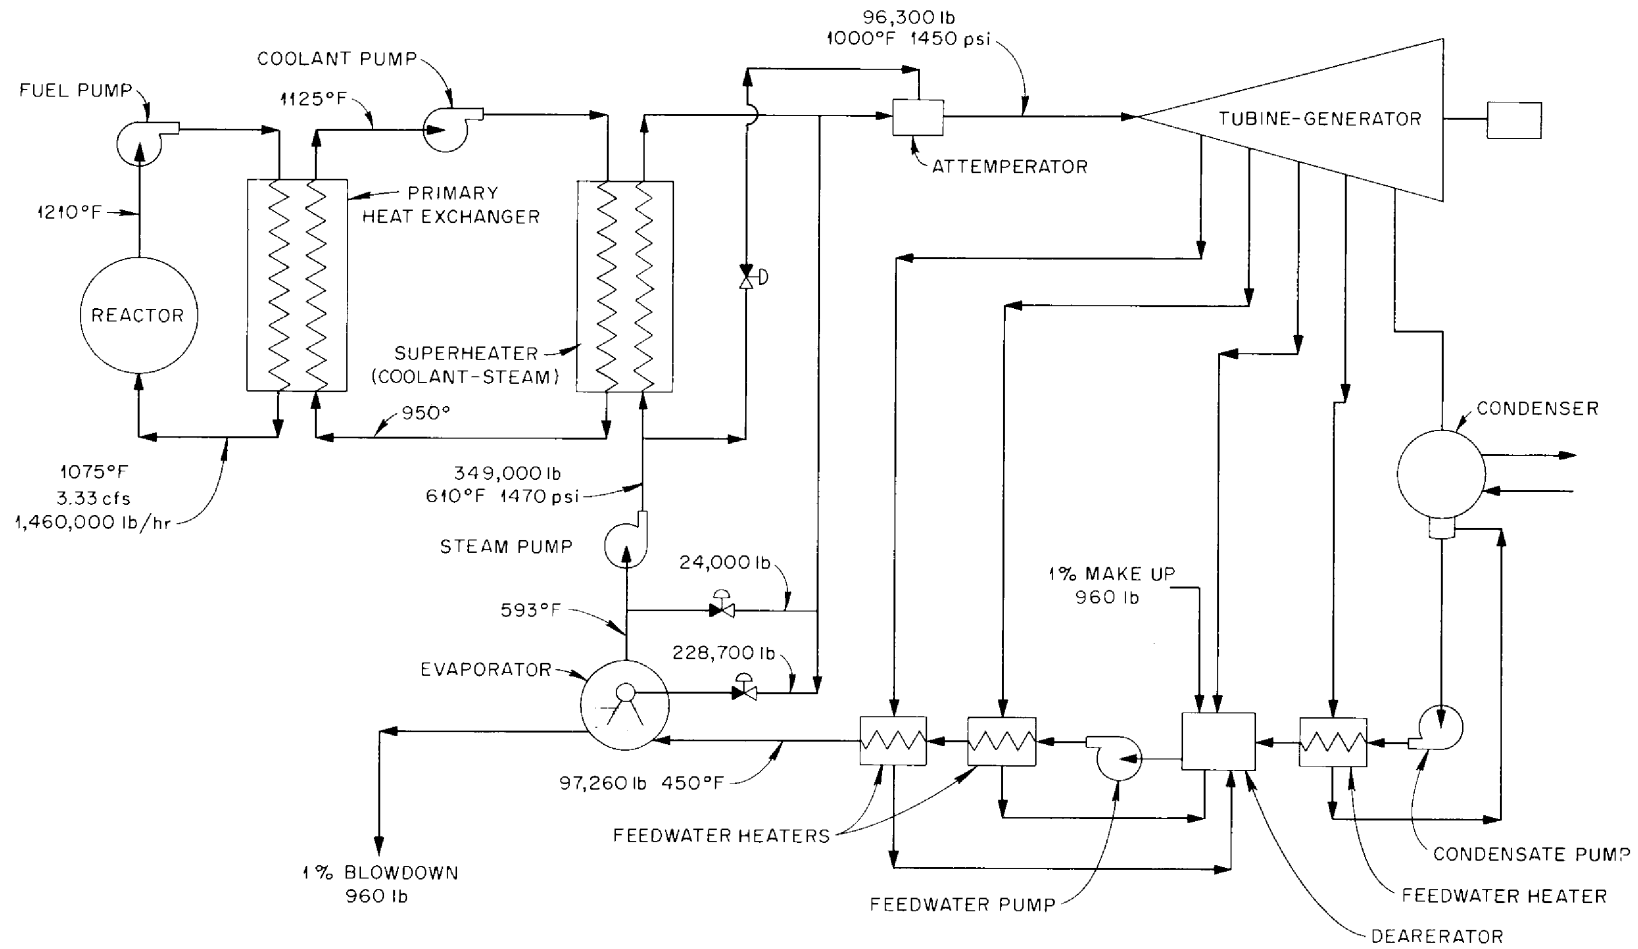 96,300 lb
1000°F 1450 psi
COOLANT PUMP
FUEL PUMP
1125°F
TUBINE-GENERATOR
ATTEMPERATOR
PRIMARY
HEAT EXCHANGER
1210°F
REACTOR
SUPERHEATER
(COOLANT-STEAM)
950°
CONDENSER
1075°F
3.33 cfs
1,460,000 lb/hr
349,000 lb
610°F 1470 psi
STEAM PUMP
24,000 lb
1% MAKE UP
960 lb
593°F
228,700 lb
EVAPORATOR
97,260 lb 450°F
FEEDWATER HEATERS
1% BLOWDOWN
960 lb
CONDENSATE PUMP
FEEDWATER HEATER
FEEDWATER PUMP
DEARERATOR